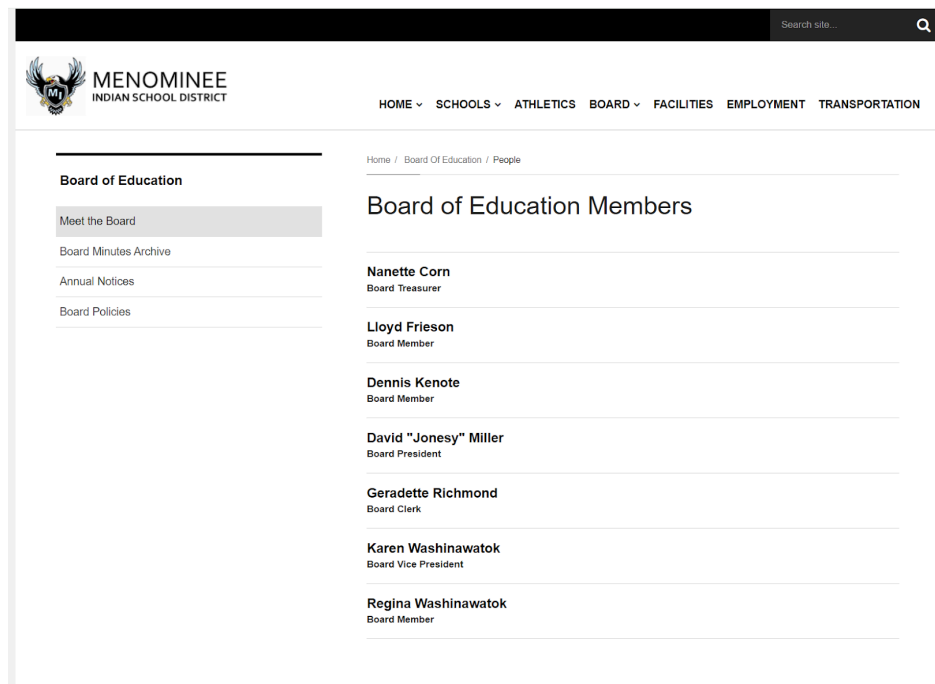 Search site...
MI
MENOMINEE
INDIAN SCHOOL DISTRICT
HOME SCHOOLS ATHLETICS BOARD FACILITIES EMPLOYMENT TRANSPORTATION
Board of Education
Meet the Board
Board Minutes Archive
Annual Notices
Board Policies
Home / Board Of Education / People
Board of Education Members
Nanette Corn
Board Treasurer
Lloyd Frieson
Board Member
Dennis Kenote
Board Member
David "Jonesy" Miller
Board President
Geradette Richmond
Board Clerk
Karen Washinawatok
Board Vice President
Regina Washinawatok
Board Member